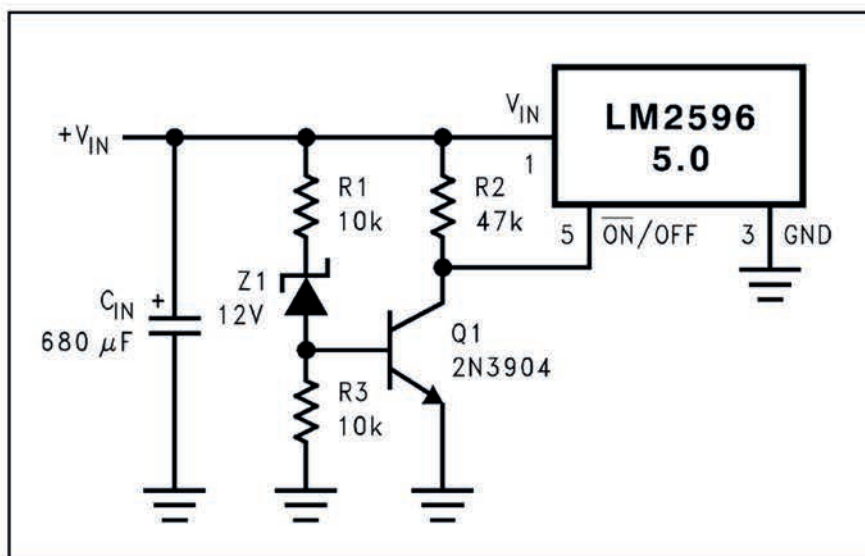 +V_IN
C_IN +
680 µF
R1
10k
Z1
12V
R3
10k
R2
47k
Q1
2N3904
V_IN
1
LM2596
5.0
5 O̅N̅/OFF
3 GND